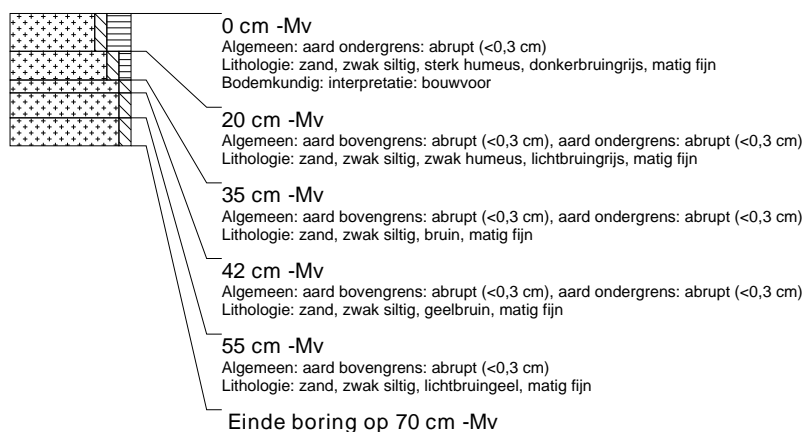 0 cm -Mv
Algemeen: aard ondergrens: abrupt (<0,3 cm)
Lithologie: zand, zwak siltig, sterk humeus, donkerbruingrijs, matig fijn
Bodemkundig: interpretatie: bouwvoor
20 cm -Mv
Algemeen: aard bovengrens: abrupt (<0,3 cm), aard ondergrens: abrupt (<0,3 cm)
Lithologie: zand, zwak siltig, zwak humeus, lichtbruingrijs, matig fijn
35 cm -Mv
Algemeen: aard bovengrens: abrupt (<0,3 cm), aard ondergrens: abrupt (<0,3 cm)
Lithologie: zand, zwak siltig, bruin, matig fijn
42 cm -Mv
Algemeen: aard bovengrens: abrupt (<0,3 cm), aard ondergrens: abrupt (<0,3 cm)
Lithologie: zand, zwak siltig, geelbruin, matig fijn
55 cm -Mv
Algemeen: aard bovengrens: abrupt (<0,3 cm)
Lithologie: zand, zwak siltig, lichtbruingeel, matig fijn
Einde boring op 70 cm -Mv